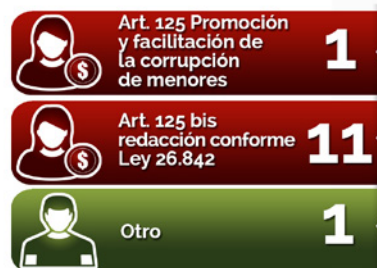 Art. 125 Promoción
y facilitación de
la corrupción
de menores
1
$
Art. 125 bis
redacción conforme
Ley 26.842
11
$
Otro
1